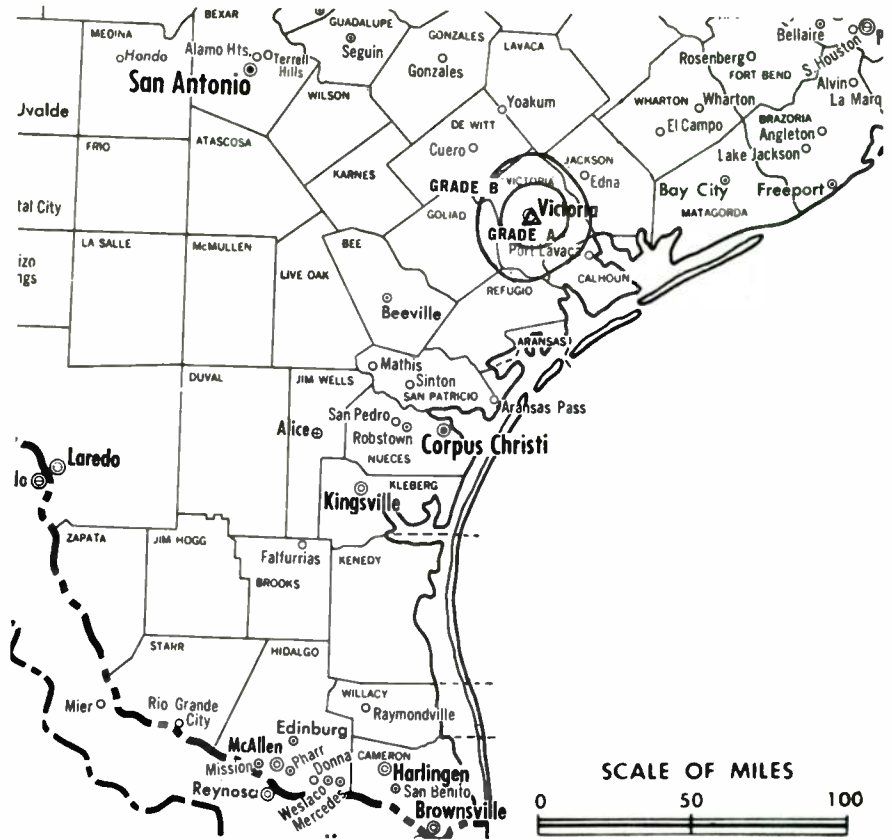 BEXAR
GUADALUPE
MEDINA
GONZALES
LAVACA
Bellaire
Hondo
Alamo Hts.
Terrell
Hills
Seguin
Gonzales
Rosenberg
FORT BEND
S. Houston
San Antonio
WILSON
Yoakum
WHARTON
Wharton
Alvin
La Marq
Jvalde
ATASCOSA
DE WITT
El Campo
BRAZORIA
Angleton
FRIO
Cuero
Lake Jackson
KARNES
JACKSON
Edna
GRADE B
VICTORIA
Bay City
Freeport
tal City
GOLIAD
Victoria
MATAGORDA
LA SALLE
McMULLEN
BEE
GRADE A
Port Lavaca
izo
ngs
LIVE OAK
CALHOUN
REFUGIO
Beeville
ARANSAS
Mathis
DUVAL
JIM WELLS
Sinton
SAN PATRICIO
Aransas Pass
San Pedro
Alice
Robstown
Corpus Christi
NUECES
Laredo
lo
KLEBERG
Kingsville
ZAPATA
JIM HOGG
Falfurrias
KENEDY
BROOKS
STARR
HIDALGO
WILLACY
Mier
Rio Grande
City
Raymondville
Edinburg
McAllen
Pharr
CAMERON
Mission
Donna
Harlingen
Reynosa
Weslaco
Mercedes
San Benito
Brownsville
SCALE OF MILES
0 50 100